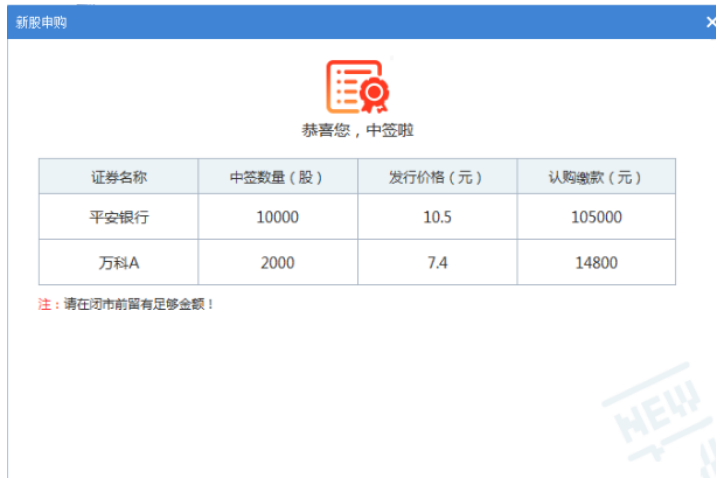 新股申购
恭喜您，中签啦
证券名称 中签数量（股） 发行价格（元） 认购缴款（元）
平安银行 10000 10.5 105000
万科A 2000 7.4 14800
注：请在闭市前留有足够金额！
NEW